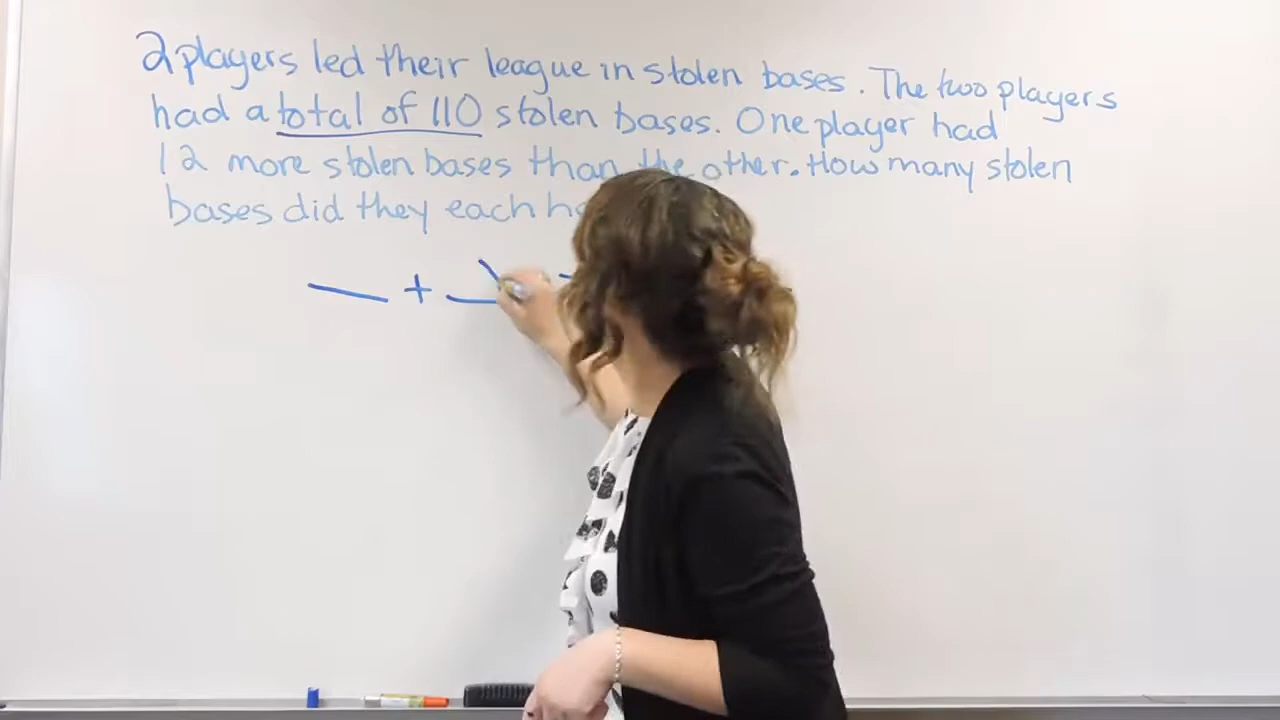 2 players led their league in stolen bases. The two players
had a total of 110 stolen bases. One player had
12 more stolen bases than the other. How many stolen
bases did they each
+